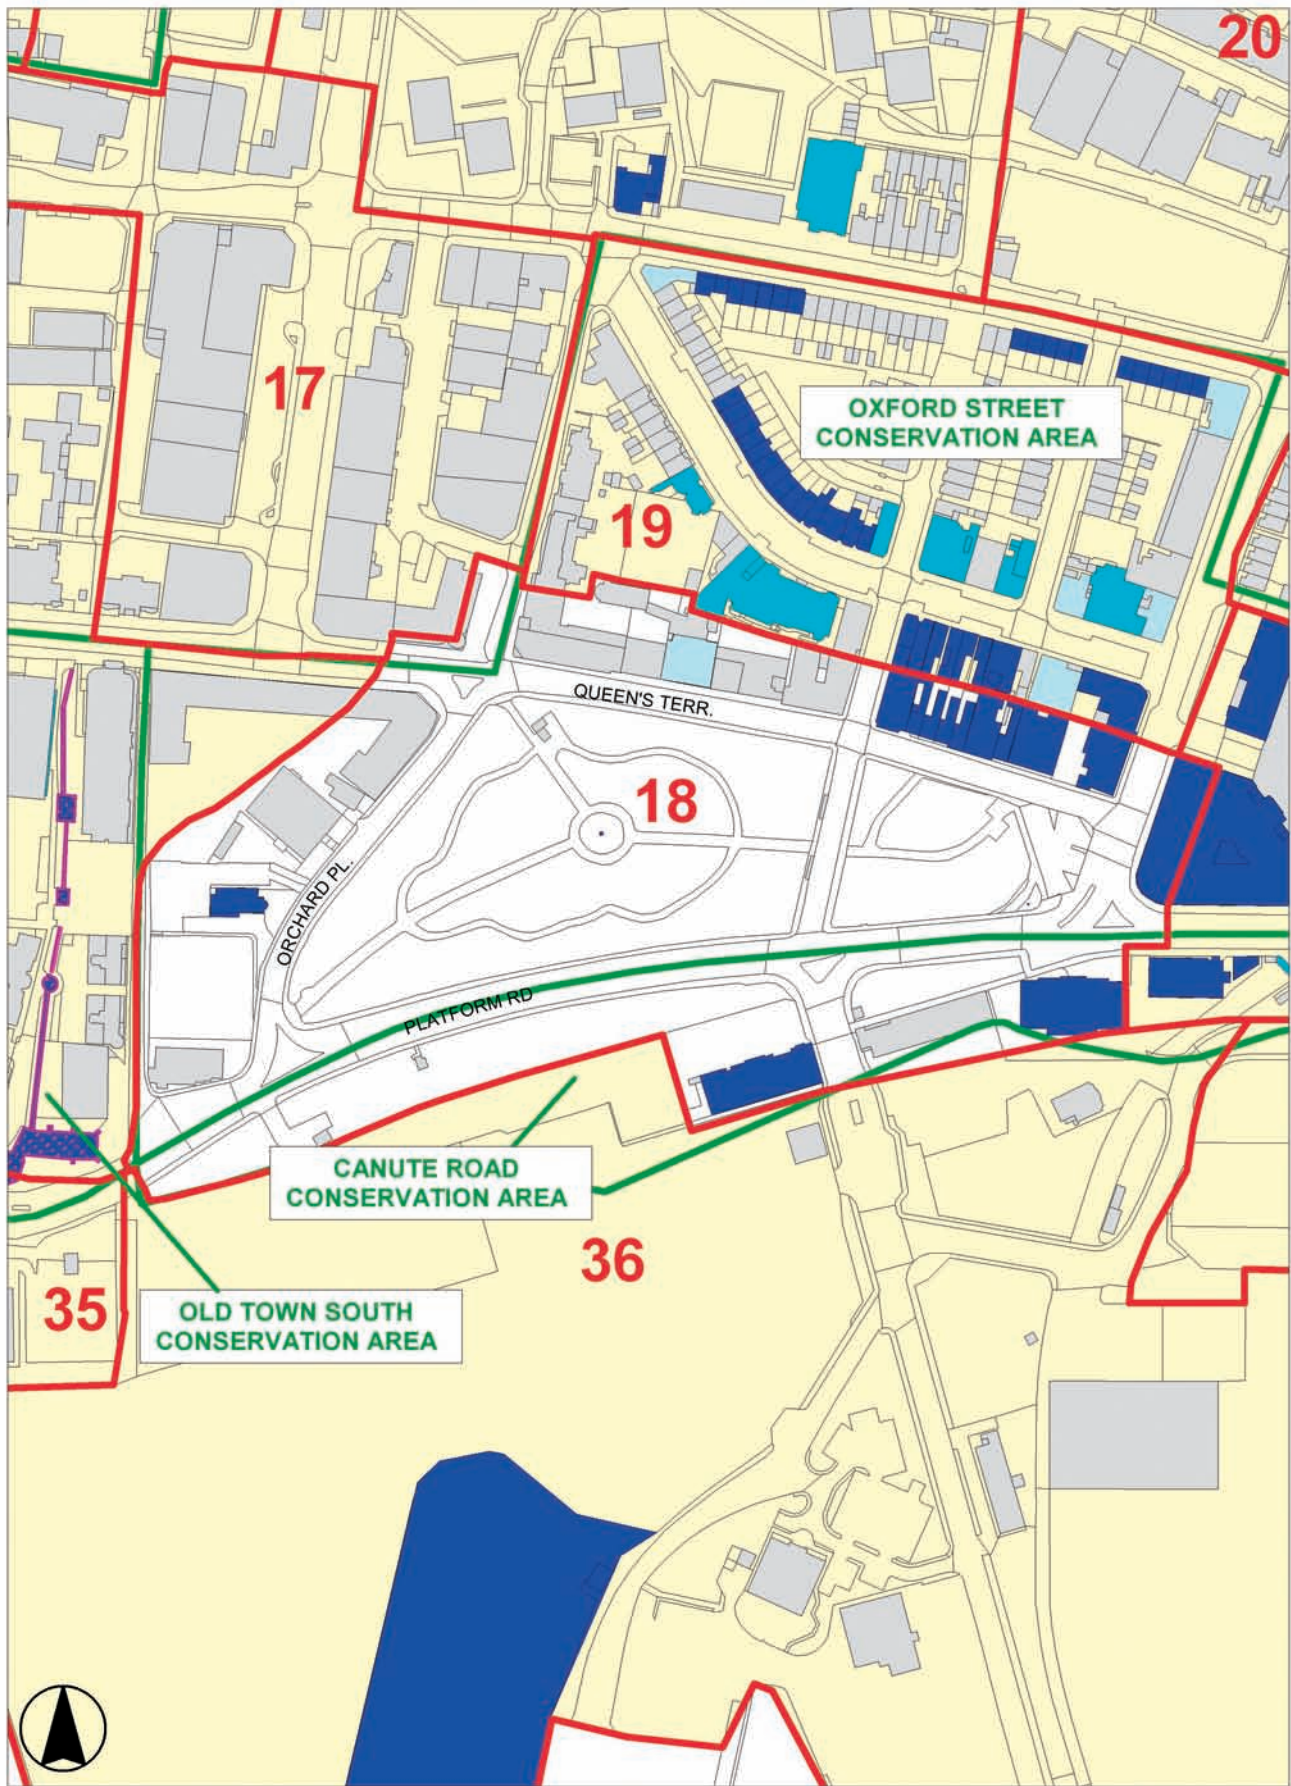 20
17
OXFORD STREET
CONSERVATION AREA
19
QUEEN'S TERR.
18
ORCHARD PL.
PLATFORM RD
CANUTE ROAD
CONSERVATION AREA
36
35
OLD TOWN SOUTH
CONSERVATION AREA